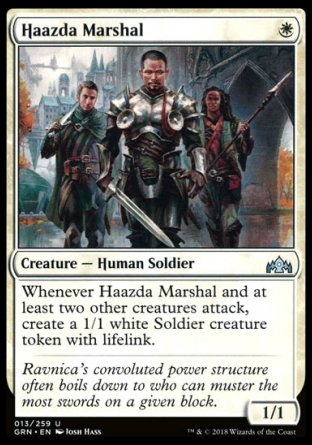 Haazda Marshal
Creature — Human Soldier
Whenever Haazda Marshal and at
least two other creatures attack,
create a 1/1 white Soldier creature
token with lifelink.
Ravnica's convoluted power structure
often boils down to who can muster the
most swords on a given block.
1/1
013/259 U
GRN • EN Josh Hass
™ & © 2018 Wizards of the Coast